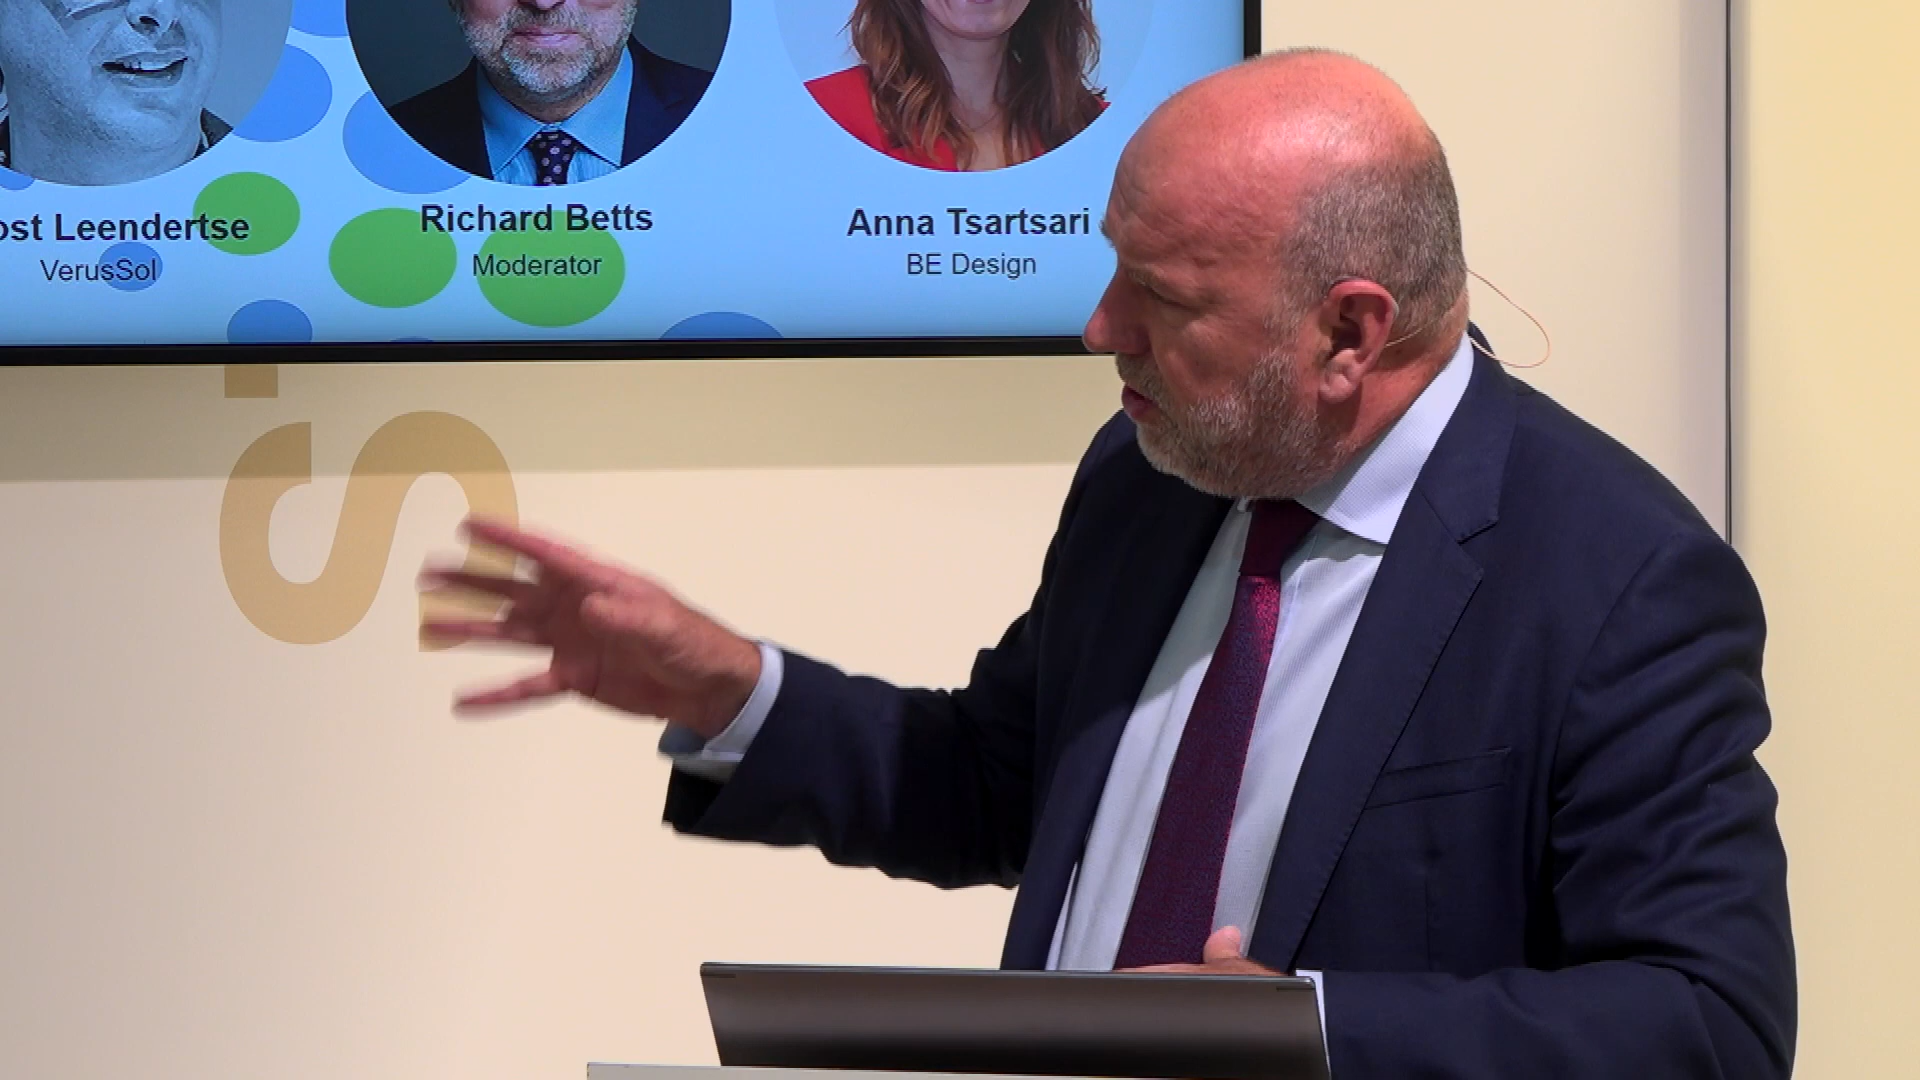 ost Leendertse
VerusSol
Richard Betts
Moderator
Anna Tsartsari
BE Design